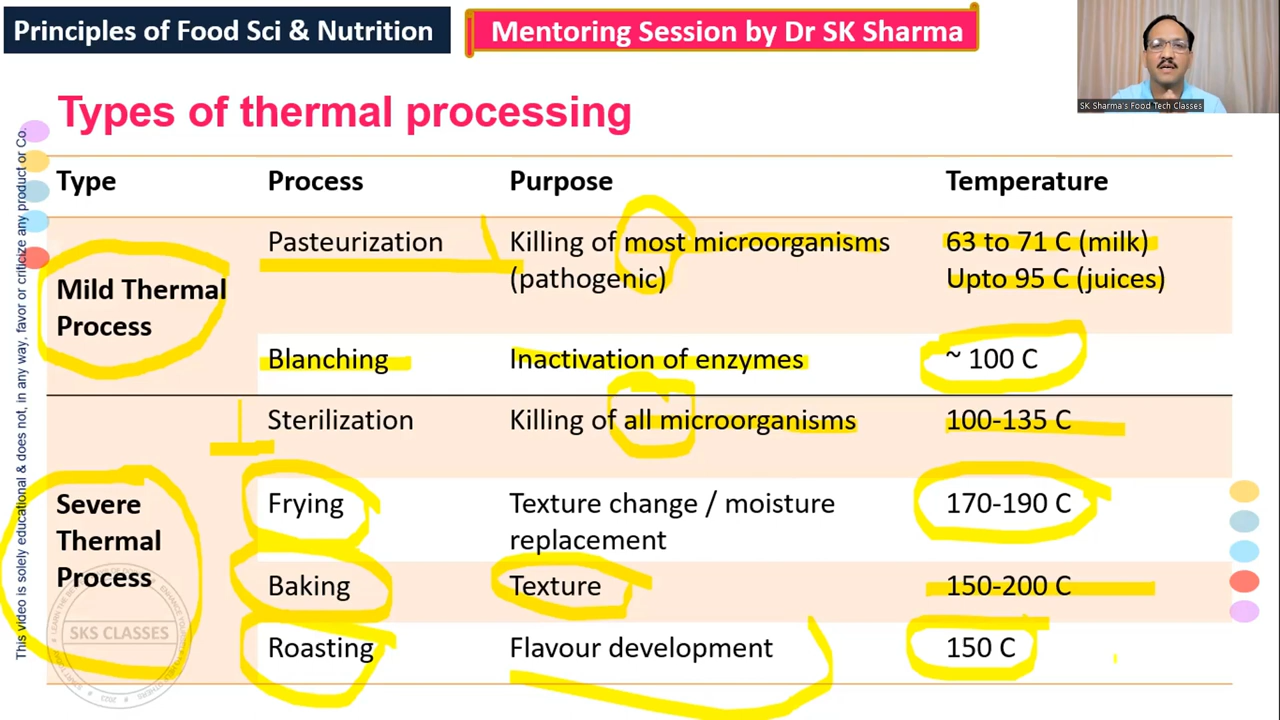 Principles of Food Sci & Nutrition
Mentoring Session by Dr SK Sharma
SK Sharma's Food Tech Classes
Types of thermal processing
Type Process Purpose Temperature
Mild Thermal
Process
Pasteurization
Killing of most microorganisms
(pathogenic)
63 to 71 C (milk)
Upto 95 C (juices)
Blanching Inactivation of enzymes ~ 100 C
Severe
Thermal
Process
Sterilization Killing of all microorganisms 100-135 C
Frying
Texture change / moisture
replacement
170-190 C
Baking Texture 150-200 C
Roasting Flavour development 150 C
SKS CLASSES
This video is solely educational & does not, in any way, favor or criticize any product or Co.